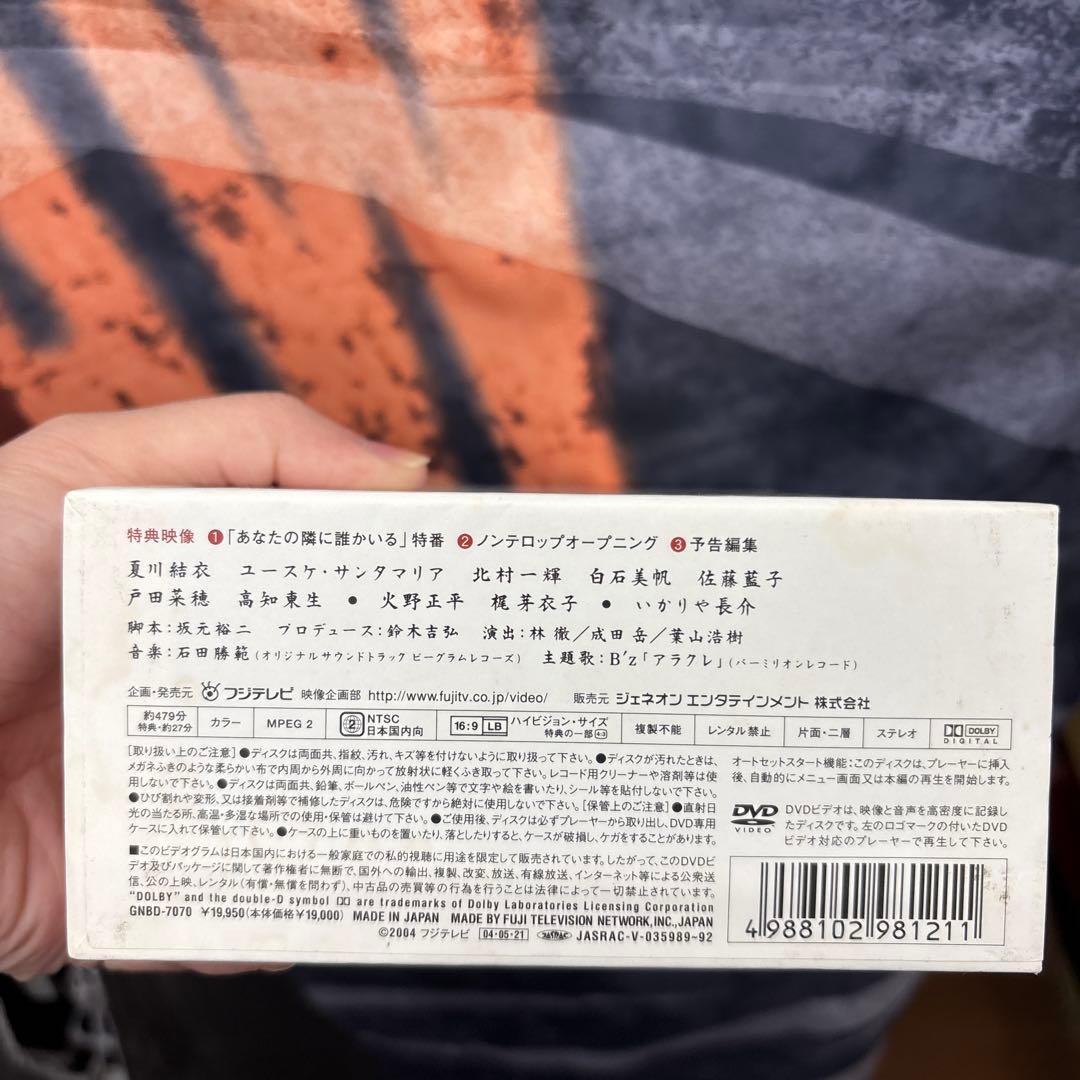 特典映像 ❶「あなたの隣に誰かいる」特番 ❷ノンテロップオープニング ❸予告編集
夏川結衣 ユースケ・サンタマリア 北村一輝 白石美帆 佐藤藍子
戸田菜穂 高知東生 ● 火野正平 梶芽衣子 ● いかりや長介
脚本:坂元裕二 プロデュース:鈴木吉弘 演出:林 徹／成田 岳／葉山浩樹
音楽:石田勝範(オリジナルサウンドトラック ビーグラムレコーズ) 主題歌:B'z「アラクレ」(バーミリオンレコード)
企画・発売元 フジテレビ 映像企画部 http://www.fujitv.co.jp/video/ 販売元 ジェネオン エンタテインメント 株式会社
約479分 特典・約27分 カラー MPEG 2 2 NTSC 日本国内向 16:9 LB ハイビジョン・サイズ 特典の一部 4:3 複製不能 レンタル禁止 片面・二層 ステレオ DOLBY DIGITAL
[取り扱い上のご注意]●ディスクは両面共、指紋、汚れ、キズ等を付けないように取り扱って下さい。●ディスクが汚れたときは、
メガネふきのような柔らかい布で内周から外周に向かって放射状に軽くふき取って下さい。レコード用クリーナーや溶剤等は使
用しないで下さい。●ディスクは両面共、鉛筆、ボールペン、油性ペン等で文字や絵を書いたり、シール等を貼付しないで下さい。
●ひび割れや変形、又は接着剤等で補修したディスクは、危険ですから絶対に使用しないで下さい。[保管上のご注意]●直射日
光の当たる所、高温・多湿な場所での使用・保管は避けて下さい。●ご使用後、ディスクは必ずプレーヤーから取り出し、DVD専用
ケースに入れて保管して下さい。●ケースの上に重いものを置いたり、落としたりすると、ケースが破損し、ケガをすることがあります。
■このビデオグラムは日本国内における一般家庭での私的視聴に用途を限定して販売されています。したがって、このDVDビ
デオ及びパッケージに関して著作権者に無断で、国外への輸出、複製、改変、放送、有線放送、インターネット等による公衆送
信、公の上映、レンタル(有償・無償を問わず)、中古品の売買等の行為を行うことは法律によって一切禁止されています。
"DOLBY" and the double-D symbol are trademarks of Dolby Laboratories Licensing Corporation
GNBD-7070 ¥19,950(本体価格¥19,000) MADE IN JAPAN MADE BY FUJI TELEVISION NETWORK,INC.,JAPAN
©2004 フジテレビ 04・05・21 JASRAC JASRAC-V-035989~92
オートセットスタート機能:このディスクは、プレーヤーに挿入
後、自動的にメニュー画面又は本編の再生を開始します。
DVD VIDEO
DVDビデオは、映像と音声を高密度に記録し
たディスクです。左のロゴマークの付いたDVD
ビデオ対応のプレーヤーで再生して下さい。
4 988102 981211